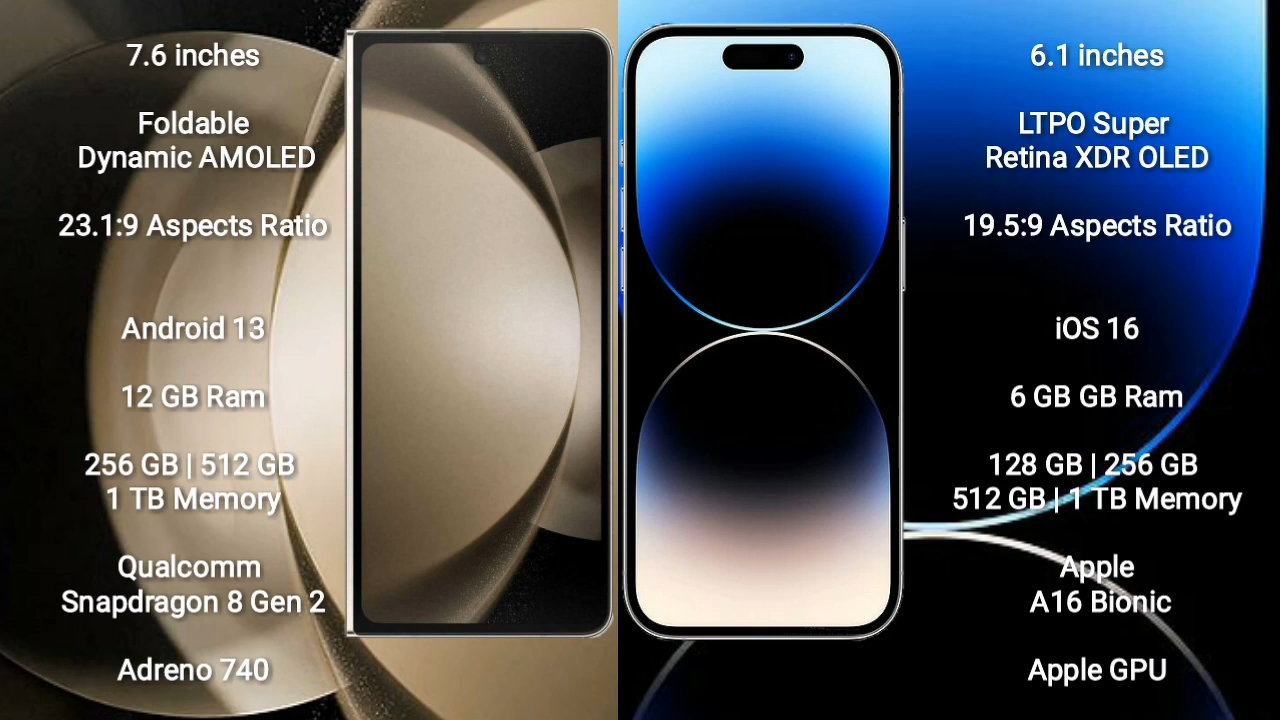 7.6 inches
Foldable
Dynamic AMOLED
23.1:9 Aspects Ratio
Android 13
12 GB Ram
256 GB | 512 GB
1 TB Memory
Qualcomm
Snapdragon 8 Gen 2
Adreno 740
6.1 inches
LTPO Super
Retina XDR OLED
19.5:9 Aspects Ratio
iOS 16
6 GB GB Ram
128 GB | 256 GB
512 GB | 1 TB Memory
Apple
A16 Bionic
Apple GPU